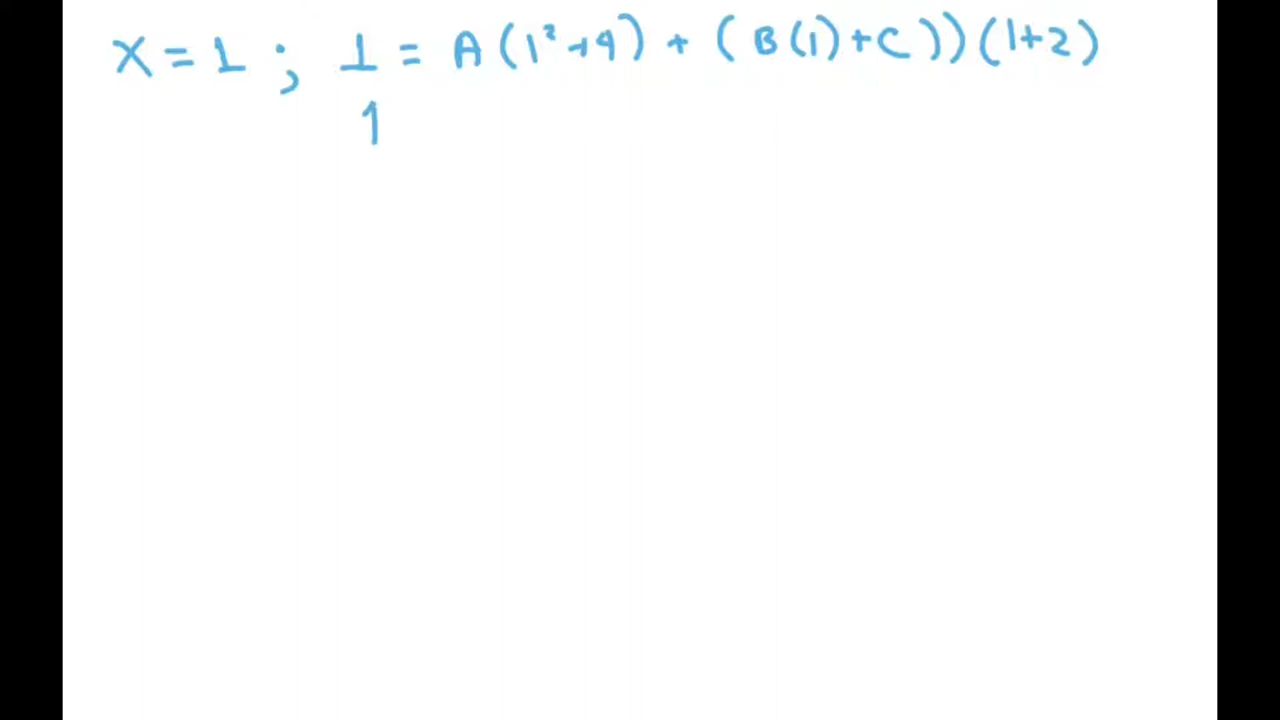 X = 1 ; 1 = A(1²+4) + (B(1)+C))(1+2)
1